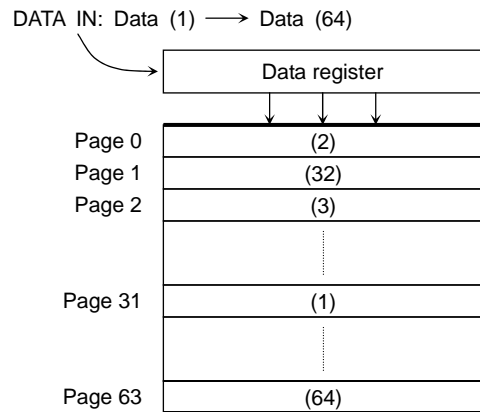 DATA IN: Data (1) → Data (64)
Data register
Page 0 (2)
Page 1 (32)
Page 2 (3)
Page 31 (1)
Page 63 (64)